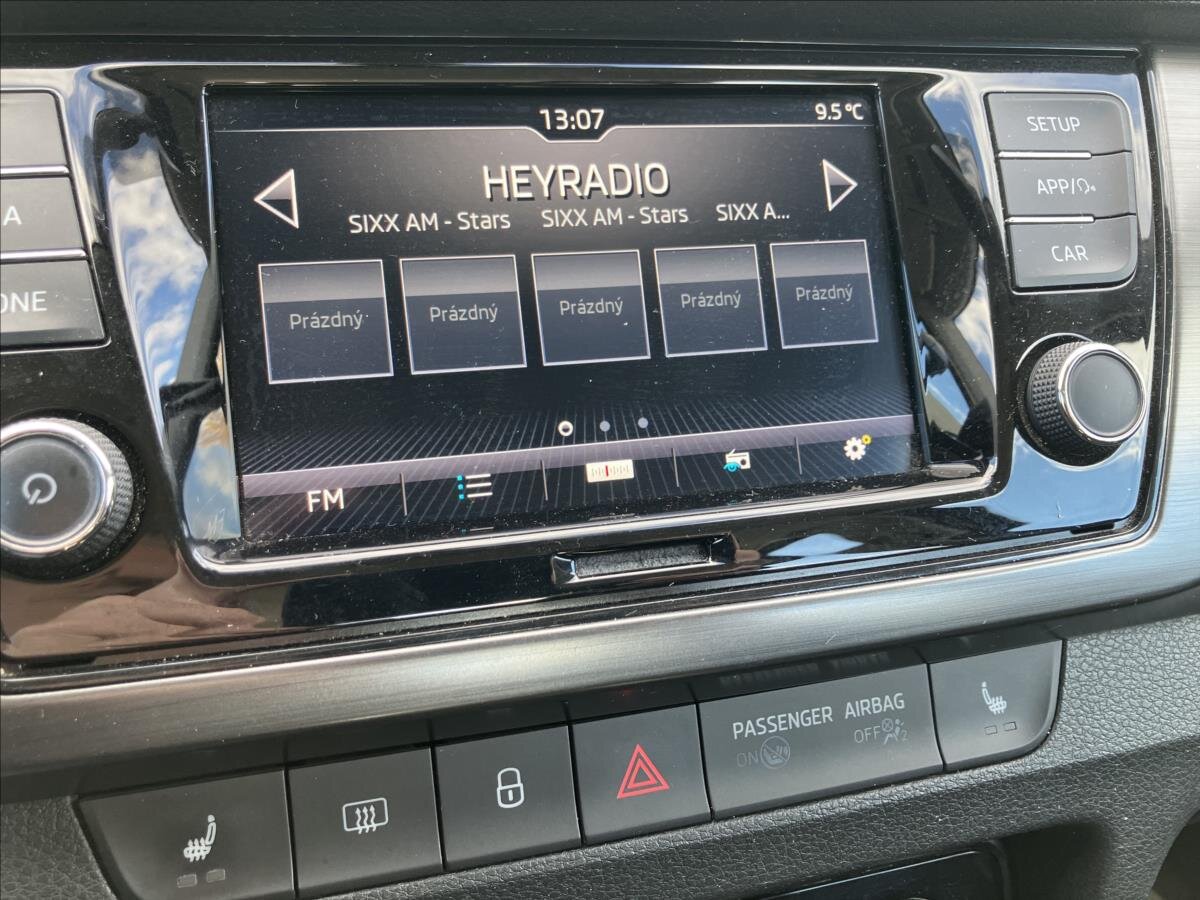 13:07
9.5°C
HEYRADIO
SIXX AM - Stars SIXX AM - Stars SIXX A...
Prázdný Prázdný Prázdný Prázdný Prázdný
FM
SETUP
APP/
CAR
A
ONE
PASSENGER AIRBAG
ON OFF 2